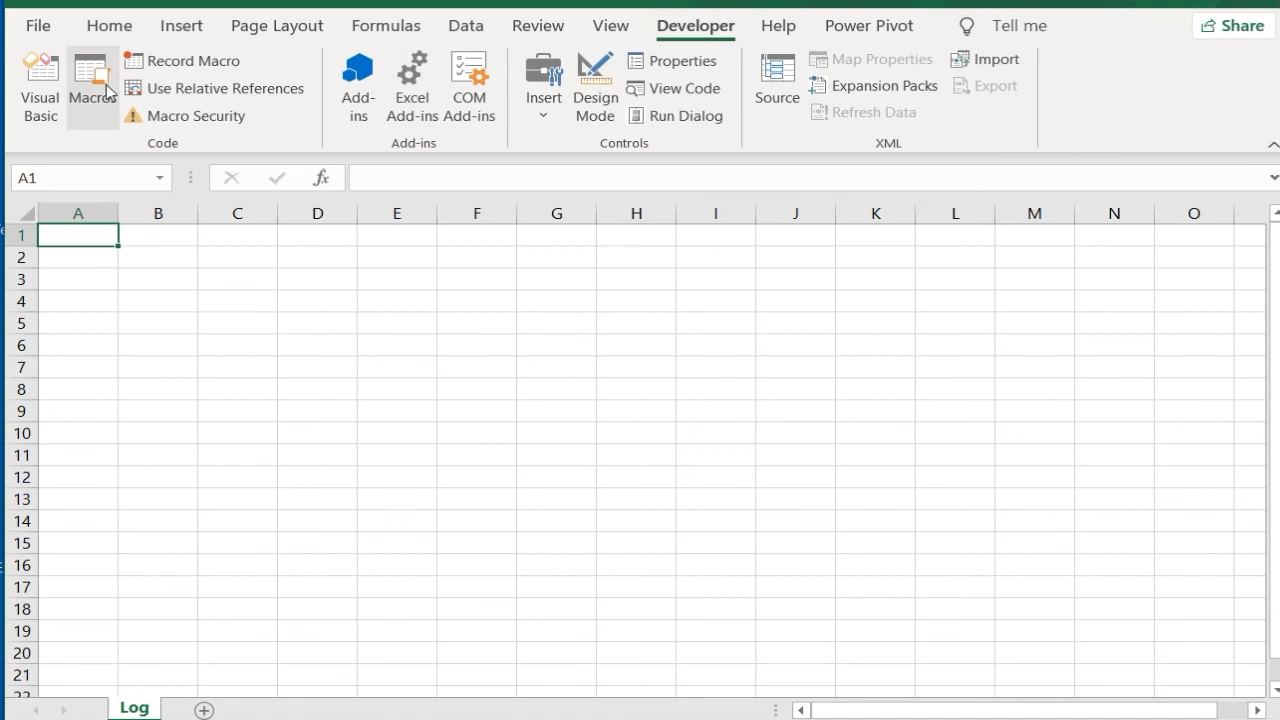 File Home Insert Page Layout Formulas Data Review View Developer Help Power Pivot Tell me Share
Visual Basic
Macros
Record Macro
Use Relative References
Macro Security
Code
Add-ins
Excel Add-ins
COM Add-ins
Add-ins
Insert
Design Mode
Properties
View Code
Run Dialog
Controls
Source
Map Properties
Expansion Packs
Refresh Data
Import
Export
XML
A1
fx
A B C D E F G H I J K L M N O
1
2
3
4
5
6
7
8
9
10
11
12
13
14
15
16
17
18
19
20
21
22
Log